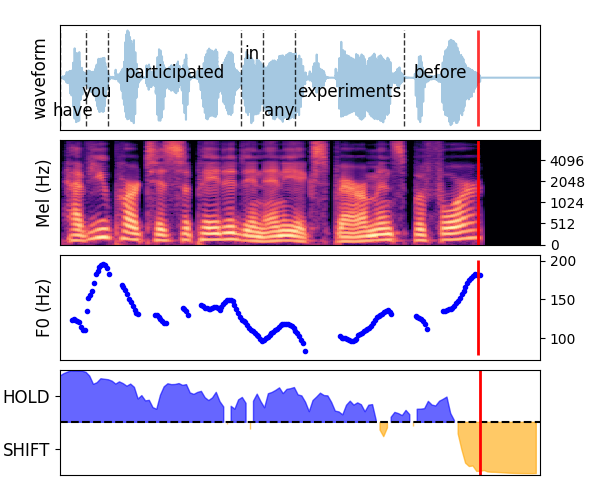 waveform
have you participated in any experiments before
Mel (Hz)
4096
2048
1024
512
0
F0 (Hz)
200
150
100
HOLD
SHIFT